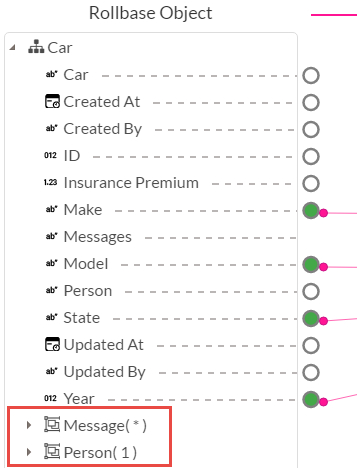 Rollbase Object
Car
ab* Car
Created At
ab* Created By
012 ID
1.23 Insurance Premium
ab* Make
ab* Messages
ab* Model
ab* Person
ab* State
Updated At
ab* Updated By
012 Year
Message( * )
Person( 1 )